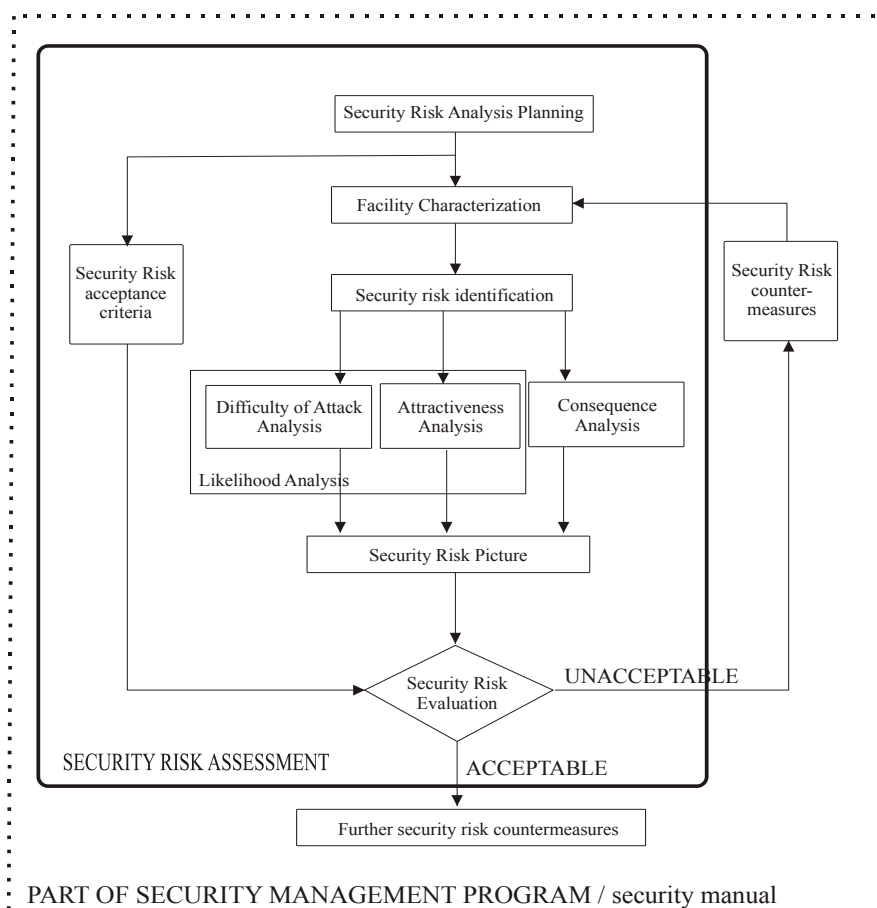 Security Risk Analysis Planning
Facility Characterization
Security Risk
acceptance
criteria
Security Risk
counter-
measures
Security risk identification
Difficulty of Attack
Analysis
Attractiveness
Analysis
Consequence
Analysis
Likelihood Analysis
Security Risk Picture
Security Risk
Evaluation
UNACCEPTABLE
SECURITY RISK ASSESSMENT
ACCEPTABLE
Further security risk countermeasures
PART OF SECURITY MANAGEMENT PROGRAM / security manual